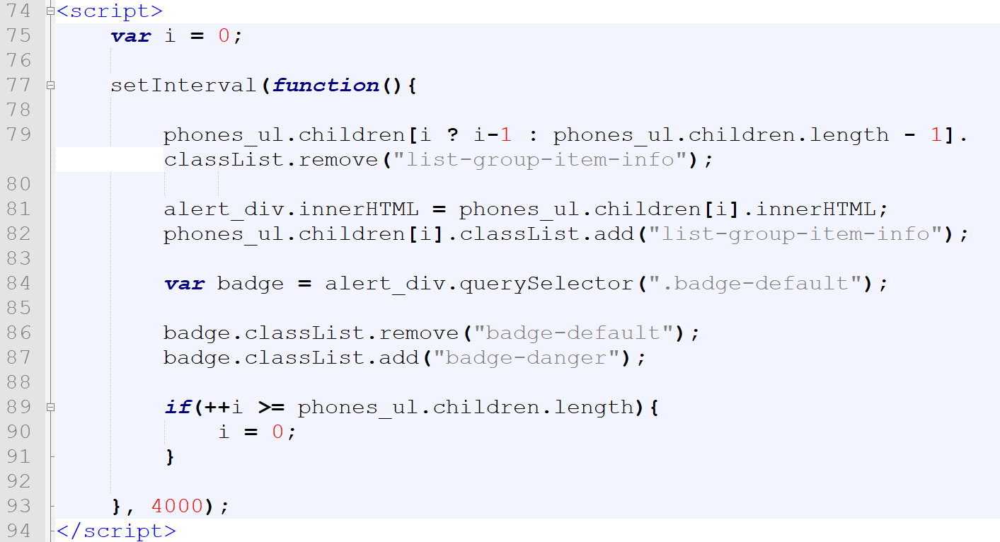 74 <script>
75 var i = 0;
76
77 setInterval(function(){
78
79 phones_ul.children[i ? i-1 : phones_ul.children.length - 1].
classList.remove("list-group-item-info");
80
81 alert_div.innerHTML = phones_ul.children[i].innerHTML;
82 phones_ul.children[i].classList.add("list-group-item-info");
83
84 var badge = alert_div.querySelector(".badge-default");
85
86 badge.classList.remove("badge-default");
87 badge.classList.add("badge-danger");
88
89 if(++i >= phones_ul.children.length){
90 i = 0;
91 }
92
93 }, 4000);
94 </script>